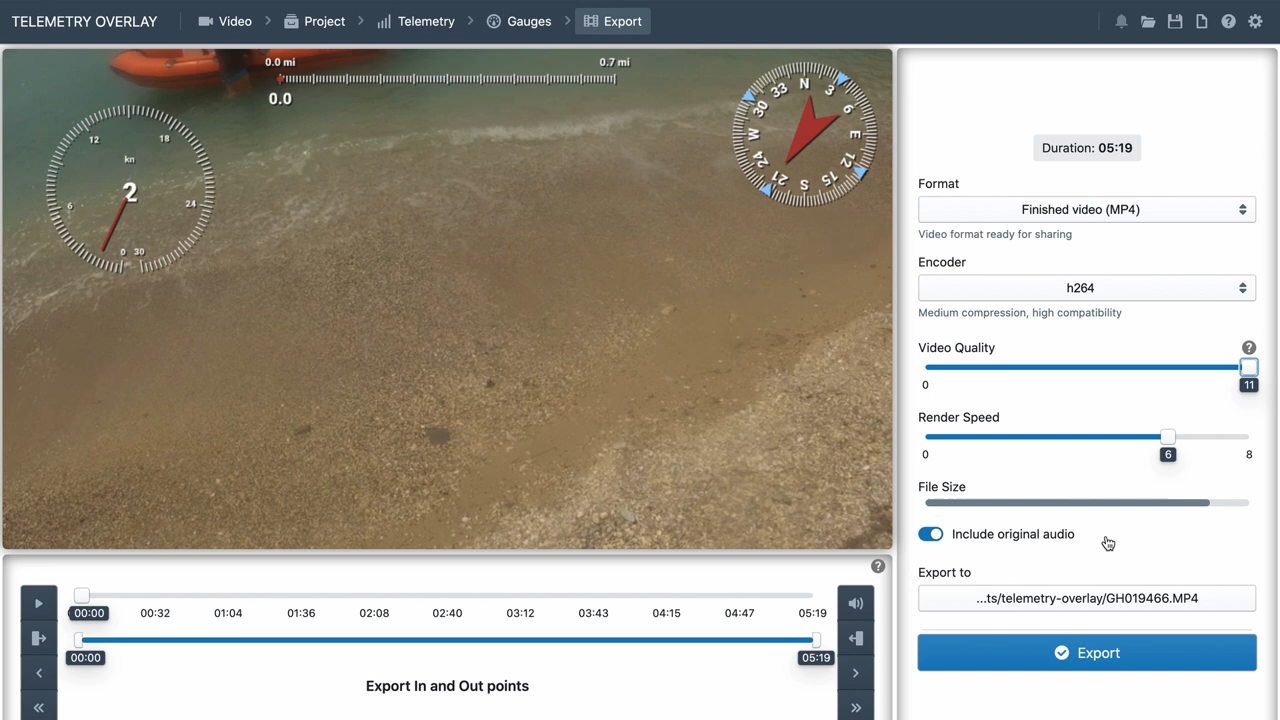 TELEMETRY OVERLAY
Video
Project
Telemetry
Gauges
Export
0.0 mi
0.7 mi
0.0
12
18
kn
2
6
24
0
30
N
3
6
E
12
15
S
21
24
W
30
33
Duration: 05:19
Format
Finished video (MP4)
Video format ready for sharing
Encoder
h264
Medium compression, high compatibility
Video Quality
0
11
Render Speed
0
6
8
File Size
Include original audio
Export to
...ts/telemetry-overlay/GH019466.MP4
Export
00:00 00:32 01:04 01:36 02:08 02:40 03:12 03:43 04:15 04:47 05:19
00:00
05:19
Export In and Out points